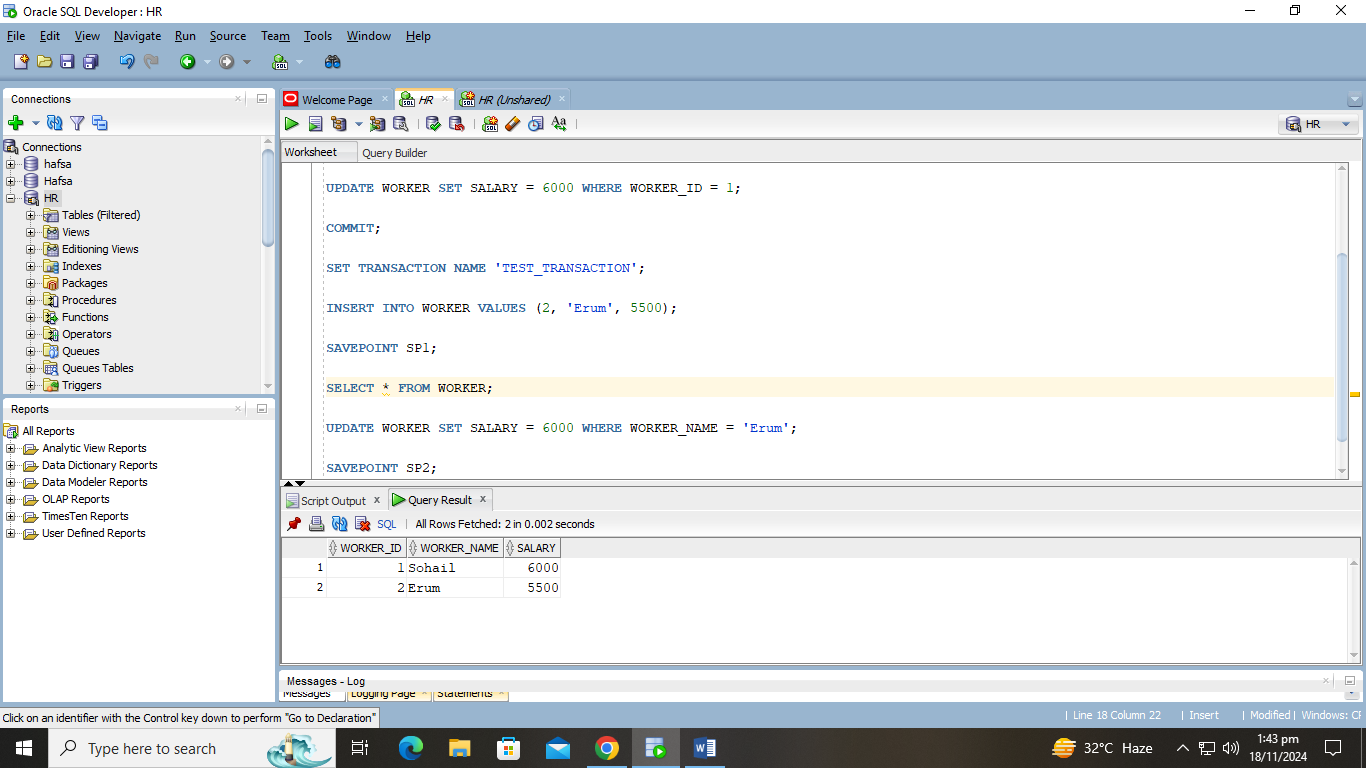 Oracle SQL Developer : HR
File Edit View Navigate Run Source Team Tools Window Help
Connections
Connections
hafsa
Hafsa
HR
Tables (Filtered)
Views
Editioning Views
Indexes
Packages
Procedures
Functions
Operators
Queues
Queues Tables
Triggers
Reports
All Reports
Analytic View Reports
Data Dictionary Reports
Data Modeler Reports
OLAP Reports
TimesTen Reports
User Defined Reports
Welcome Page HR HR (Unshared)
HR
Worksheet Query Builder
UPDATE WORKER SET SALARY = 6000 WHERE WORKER_ID = 1;
COMMIT;
SET TRANSACTION NAME 'TEST_TRANSACTION';
INSERT INTO WORKER VALUES (2, 'Erum', 5500);
SAVEPOINT SP1;
SELECT * FROM WORKER;
UPDATE WORKER SET SALARY = 6000 WHERE WORKER_NAME = 'Erum';
SAVEPOINT SP2;
Script Output x Query Result x
SQL | All Rows Fetched: 2 in 0.002 seconds
WORKER_ID WORKER_NAME SALARY
1 1 Sohail 6000
2 2 Erum 5500
Messages - Log
Messages Logging Page Statements
Click on an identifier with the Control key down to perform "Go to Declaration"
| Line 18 Column 22 | Insert | Modified | Windows: CF
Type here to search
32°C Haze
1:43 pm
18/11/2024